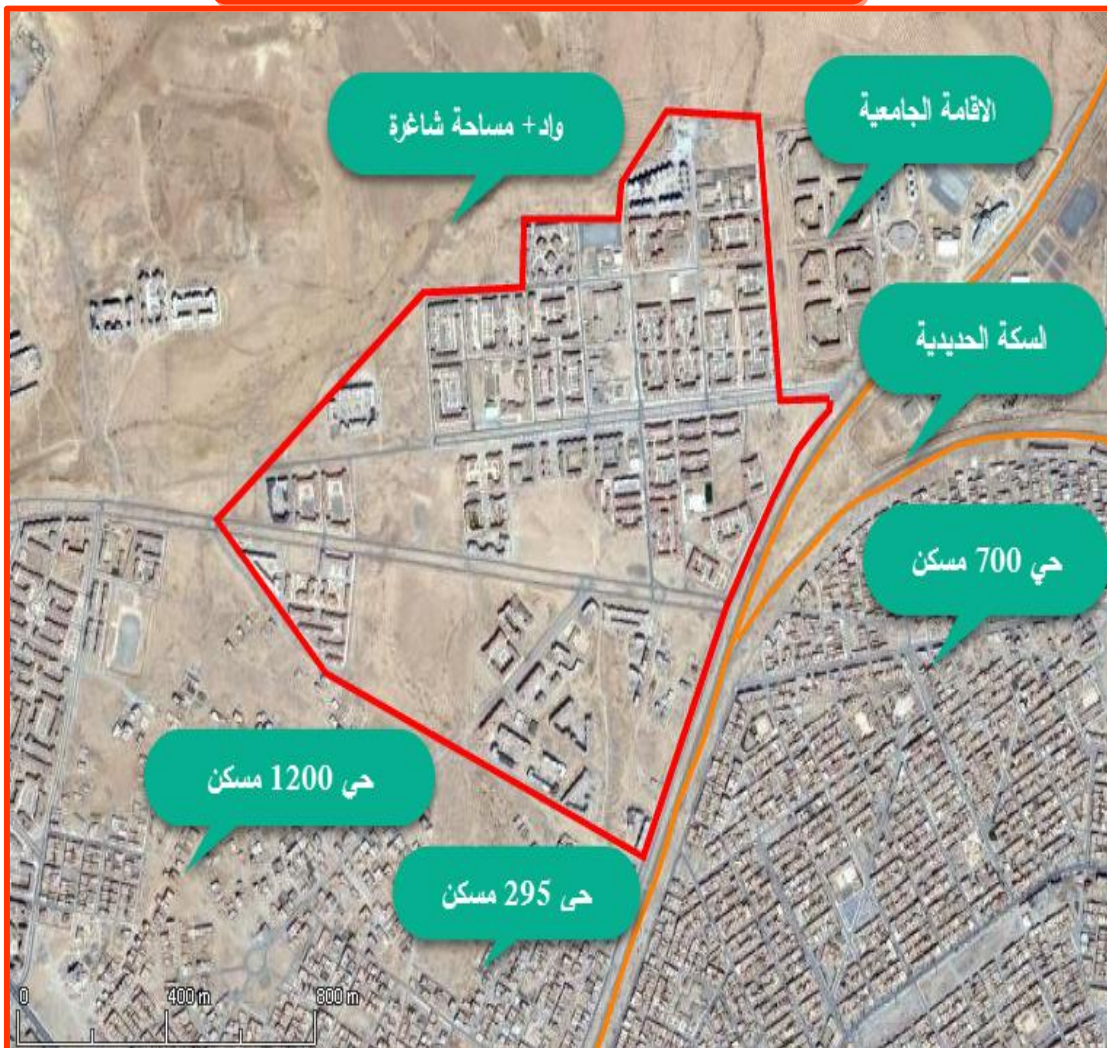 واد+ مساحة شاغرة
الاقامة الجامعية
السكة الحديدية
حي 700 مسكن
حي 1200 مسكن
حى 295 مسكن
0 400 m 800 m